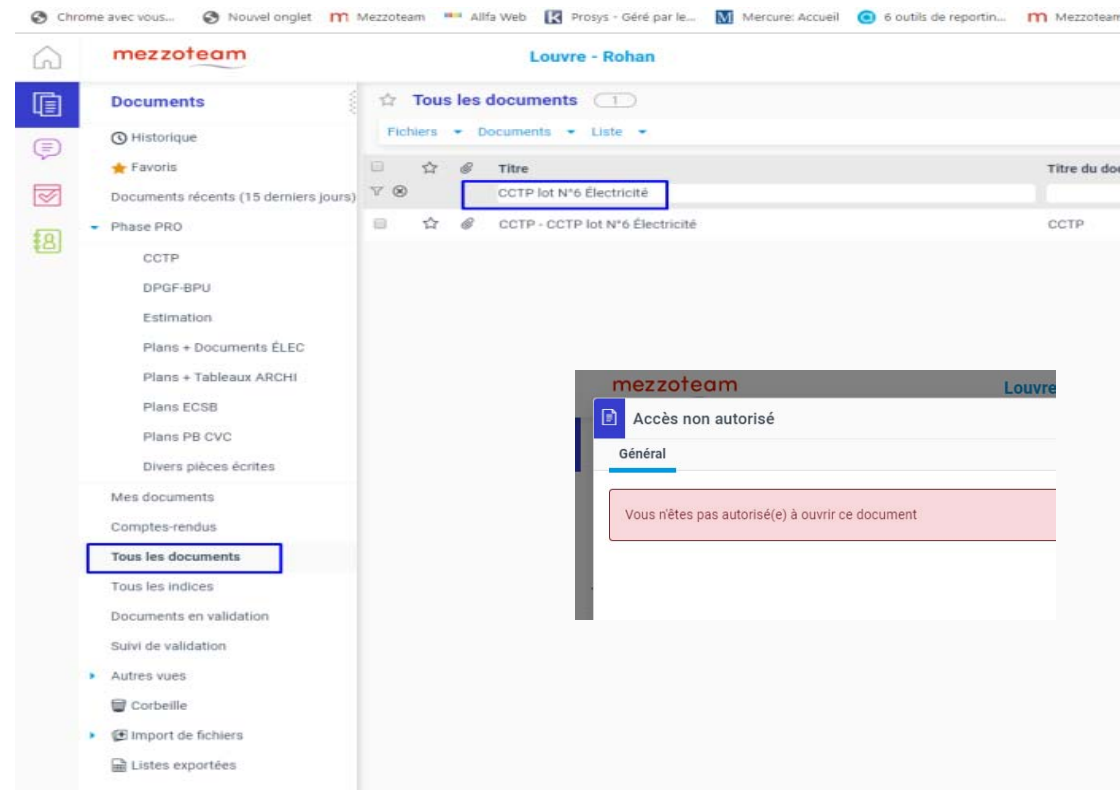 Chrome avec vous... Nouvel onglet Mezzoteam Allfa Web Prosys - Géré par le... Mercure: Accueil 6 outils de reportin... Mezzoteam
mezzoteam
Louvre - Rohan
Documents
Tous les documents 1
Fichiers Documents Liste
Historique
Favoris
Documents récents (15 derniers jours)
Phase PRO
CCTP
DPGF-BPU
Estimation
Plans + Documents ÉLEC
Plans + Tableaux ARCHI
Plans ECSB
Plans PB CVC
Divers pièces écrites
Mes documents
Comptes-rendus
Tous les documents
Tous les indices
Documents en validation
Suivi de validation
Autres vues
Corbeille
Import de fichiers
Listes exportées
Titre Titre du do
CCTP lot N°6 Électricité
CCTP - CCTP lot N°6 Électricité CCTP
mezzoteam Louvre
Accès non autorisé
Général
Vous n'êtes pas autorisé(e) à ouvrir ce document